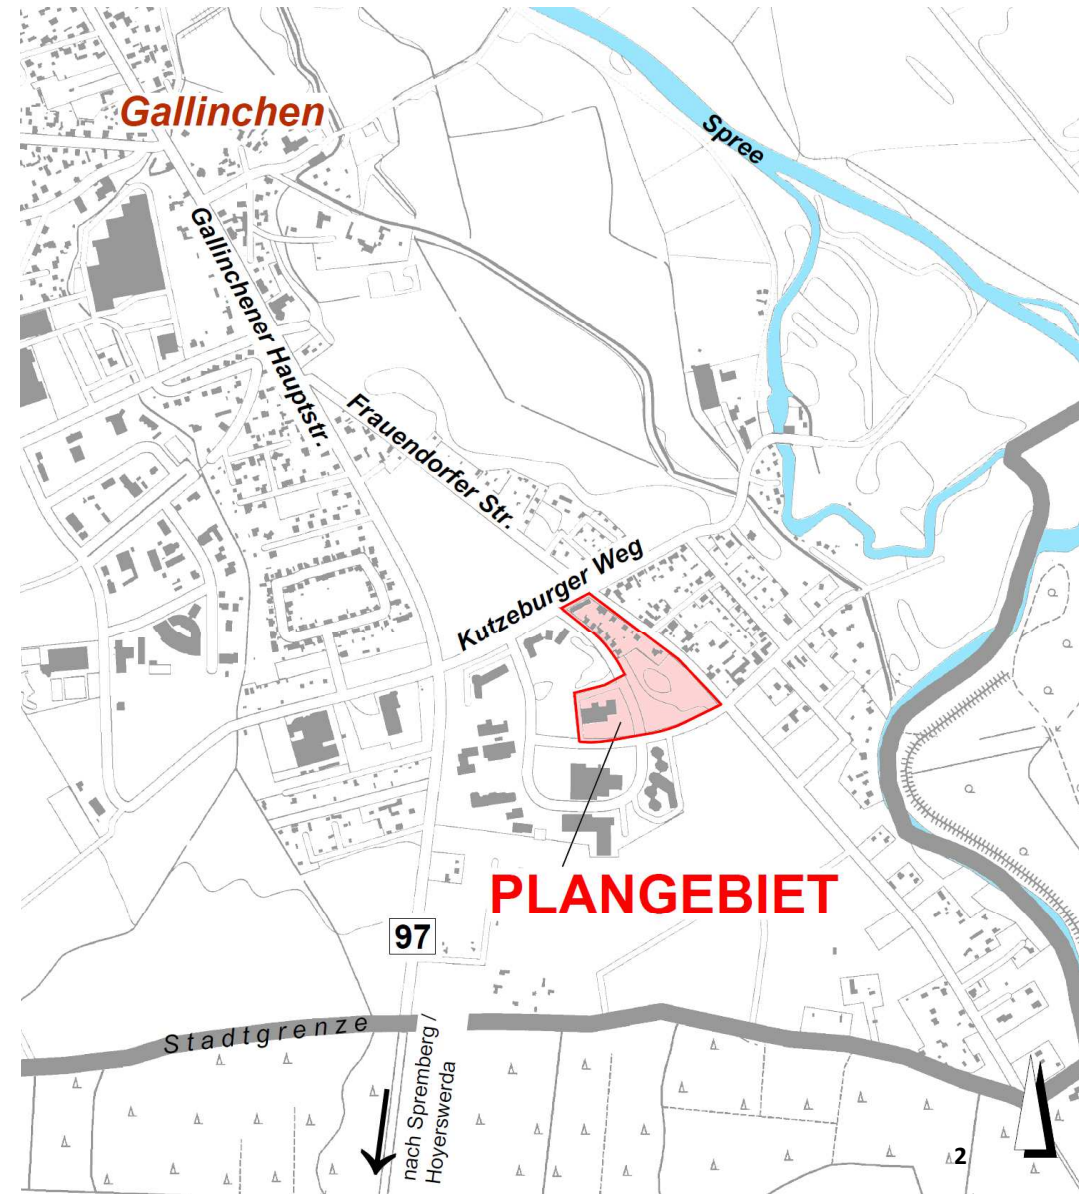 Gallinchen
Spree
Gallinchener Hauptstr.
Frauendorfer Str.
Kutzeburger Weg
PLANGEBIET
97
Stadtgrenze
nach Spremberg /
Hoyerswerda
2